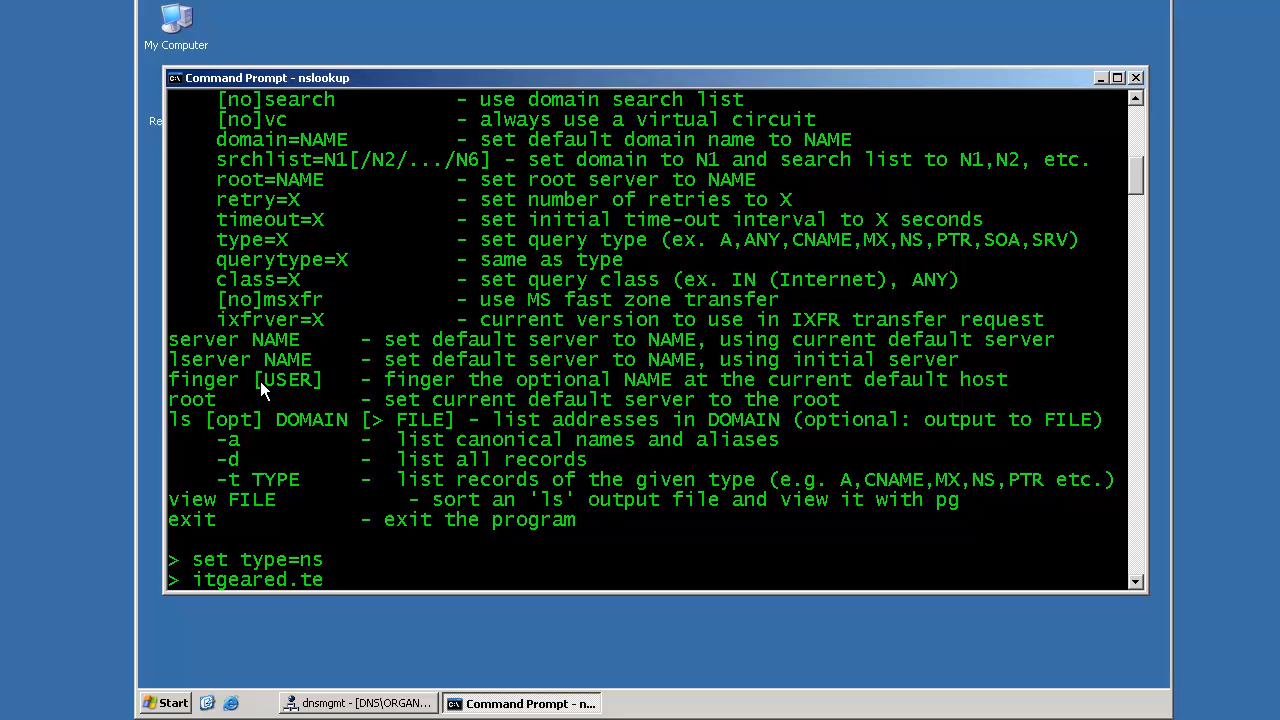 My Computer
Re
Command Prompt - nslookup
[no]search - use domain search list
[no]vc - always use a virtual circuit
domain=NAME - set default domain name to NAME
srchlist=N1[/N2/.../N6] - set domain to N1 and search list to N1,N2, etc.
root=NAME - set root server to NAME
retry=X - set number of retries to X
timeout=X - set initial time-out interval to X seconds
type=X - set query type (ex. A,ANY,CNAME,MX,NS,PTR,SOA,SRV)
querytype=X - same as type
class=X - set query class (ex. IN (Internet), ANY)
[no]msxfr - use MS fast zone transfer
ixfrver=X - current version to use in IXFR transfer request
server NAME - set default server to NAME, using current default server
lserver NAME - set default server to NAME, using initial server
finger [USER] - finger the optional NAME at the current default host
root - set current default server to the root
ls [opt] DOMAIN [> FILE] - list addresses in DOMAIN (optional: output to FILE)
-a - list canonical names and aliases
-d - list all records
-t TYPE - list records of the given type (e.g. A,CNAME,MX,NS,PTR etc.)
view FILE - sort an 'ls' output file and view it with pg
exit - exit the program
> set type=ns
> itgeared.te
Start
dnsmgmt - [DNS\ORGAN...
Command Prompt - n...